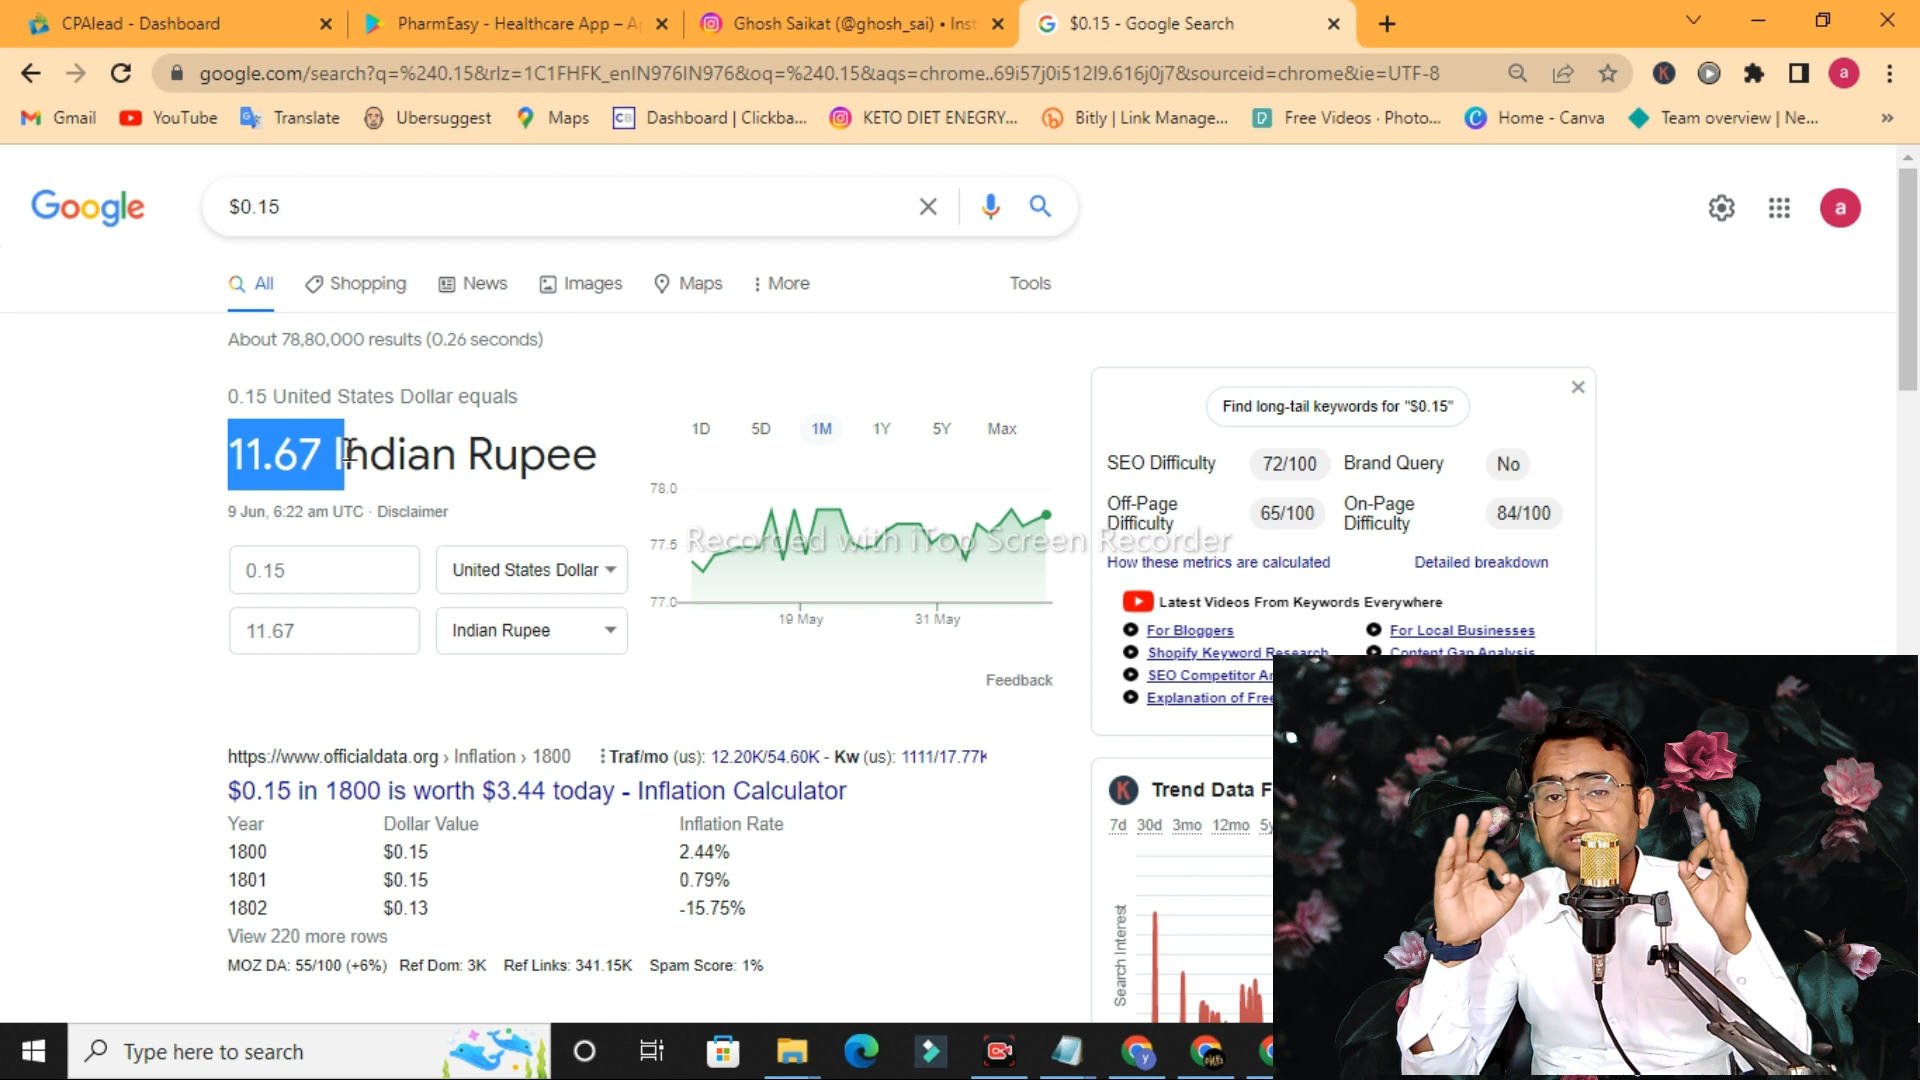 CPAlead - Dashboard
PharmEasy - Healthcare App – A
Ghosh Saikat (@ghosh_sai) • Inst
$0.15 - Google Search
google.com/search?q=%240.15&rlz=1C1FHFK_enIN976IN976&oq=%240.15&aqs=chrome..69i57j0i512l9.616j0j7&sourceid=chrome&ie=UTF-8
K
a
Gmail
YouTube
Translate
Ubersuggest
Maps
CB
Dashboard | Clickba...
KETO DIET ENEGRY...
Bitly | Link Manage...
Free Videos · Photo...
Home - Canva
Team overview | Ne...
»
Google
$0.15
a
All
Shopping
News
Images
Maps
More
Tools
About 78,80,000 results (0.26 seconds)
0.15 United States Dollar equals
11.67 Indian Rupee
9 Jun, 6:22 am UTC · Disclaimer
0.15
United States Dollar
11.67
Indian Rupee
1D 5D 1M 1Y 5Y Max
78.0
77.5
77.0
19 May
31 May
Feedback
Recorded with iTop Screen Recorder
Find long-tail keywords for "$0.15"
SEO Difficulty 72/100 Brand Query No
Off-Page Difficulty 65/100 On-Page Difficulty 84/100
How these metrics are calculated
Detailed breakdown
Latest Videos From Keywords Everywhere
For Bloggers
For Local Businesses
Shopify Keyword Research
Content Gap Analysis
SEO Competitor
Explanation of Free
https://www.officialdata.org › Inflation › 1800
Traf/mo (us): 12.20K/54.60K - Kw (us): 1111/17.77K
$0.15 in 1800 is worth $3.44 today - Inflation Calculator
Year Dollar Value Inflation Rate
1800 $0.15 2.44%
1801 $0.15 0.79%
1802 $0.13 -15.75%
View 220 more rows
MOZ DA: 55/100 (+6%) Ref Dom: 3K Ref Links: 341.15K Spam Score: 1%
K
Trend Data F
7d 30d 3mo 12mo 5y
Search Interest
Type here to search